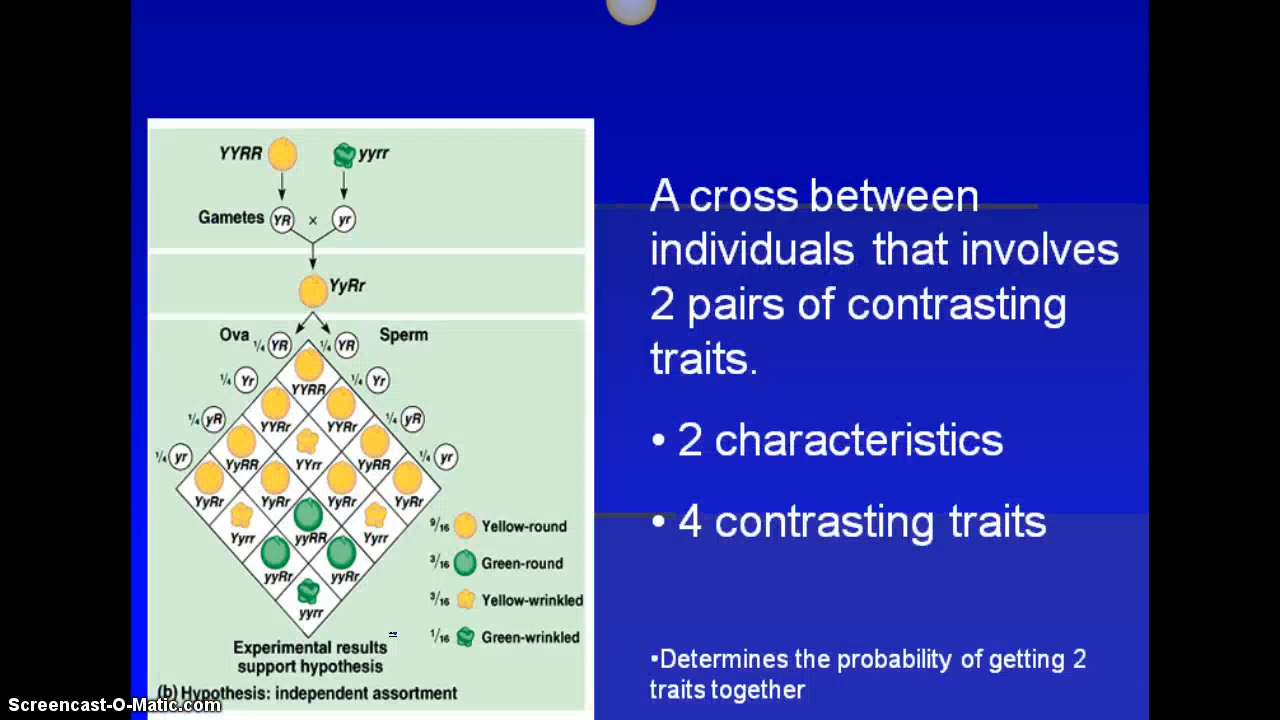 YYRR yyrr
Gametes YR × yr
YyRr
Ova Sperm
1/4 YR 1/4 YR
1/4 Yr 1/4 Yr
YYRR
1/4 yR 1/4 yR
YYRr YYRr
1/4 yr 1/4 yr
YyRR YYrr YyRR
YyRr YyRr YyRr YyRr
Yyrr yyRR Yyrr
yyRr yyRr
yyrr
9/16 Yellow-round
3/16 Green-round
3/16 Yellow-wrinkled
1/16 Green-wrinkled
Experimental results
support hypothesis
(b) Hypothesis: independent assortment
A cross between
individuals that involves
2 pairs of contrasting
traits.
• 2 characteristics
• 4 contrasting traits
•Determines the probability of getting 2
traits together
Screencast-O-Matic.com